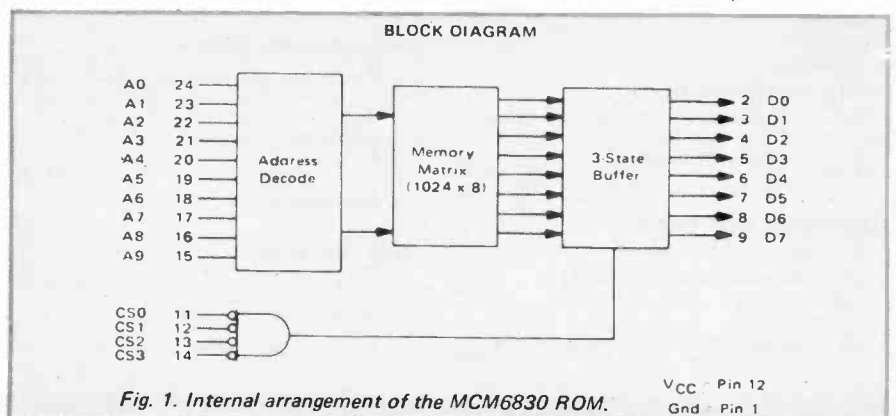 BLOCK DIAGRAM
A0 24
A1 23
A2 22
A3 21
A4 20
A5 19
A6 18
A7 17
A8 16
A9 15
Address
Decode
Memory
Matrix
(1024 x 8)
3-State
Buffer
2 D0
3 D1
4 D2
5 D3
6 D4
7 D5
8 D6
9 D7
CS0 11
CS1 12
CS2 13
CS3 14
VCC = Pin 12
Gnd = Pin 1
Fig. 1. Internal arrangement of the MCM6830 ROM.